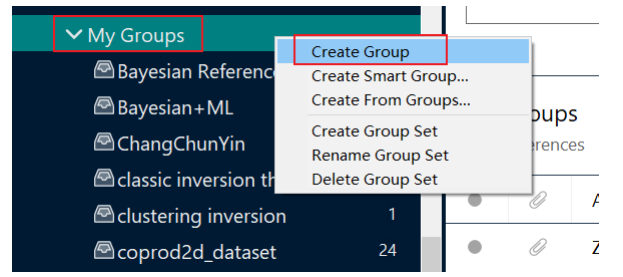 My Groups
Create Group
Bayesian Referenc
Create Smart Group...
Bayesian+ML
Create From Groups...
oups
Create Group Set
ChangChunYin
erences
Rename Group Set
classic inversion th
Delete Group Set
clustering inversion 1
coprod2d_dataset 24